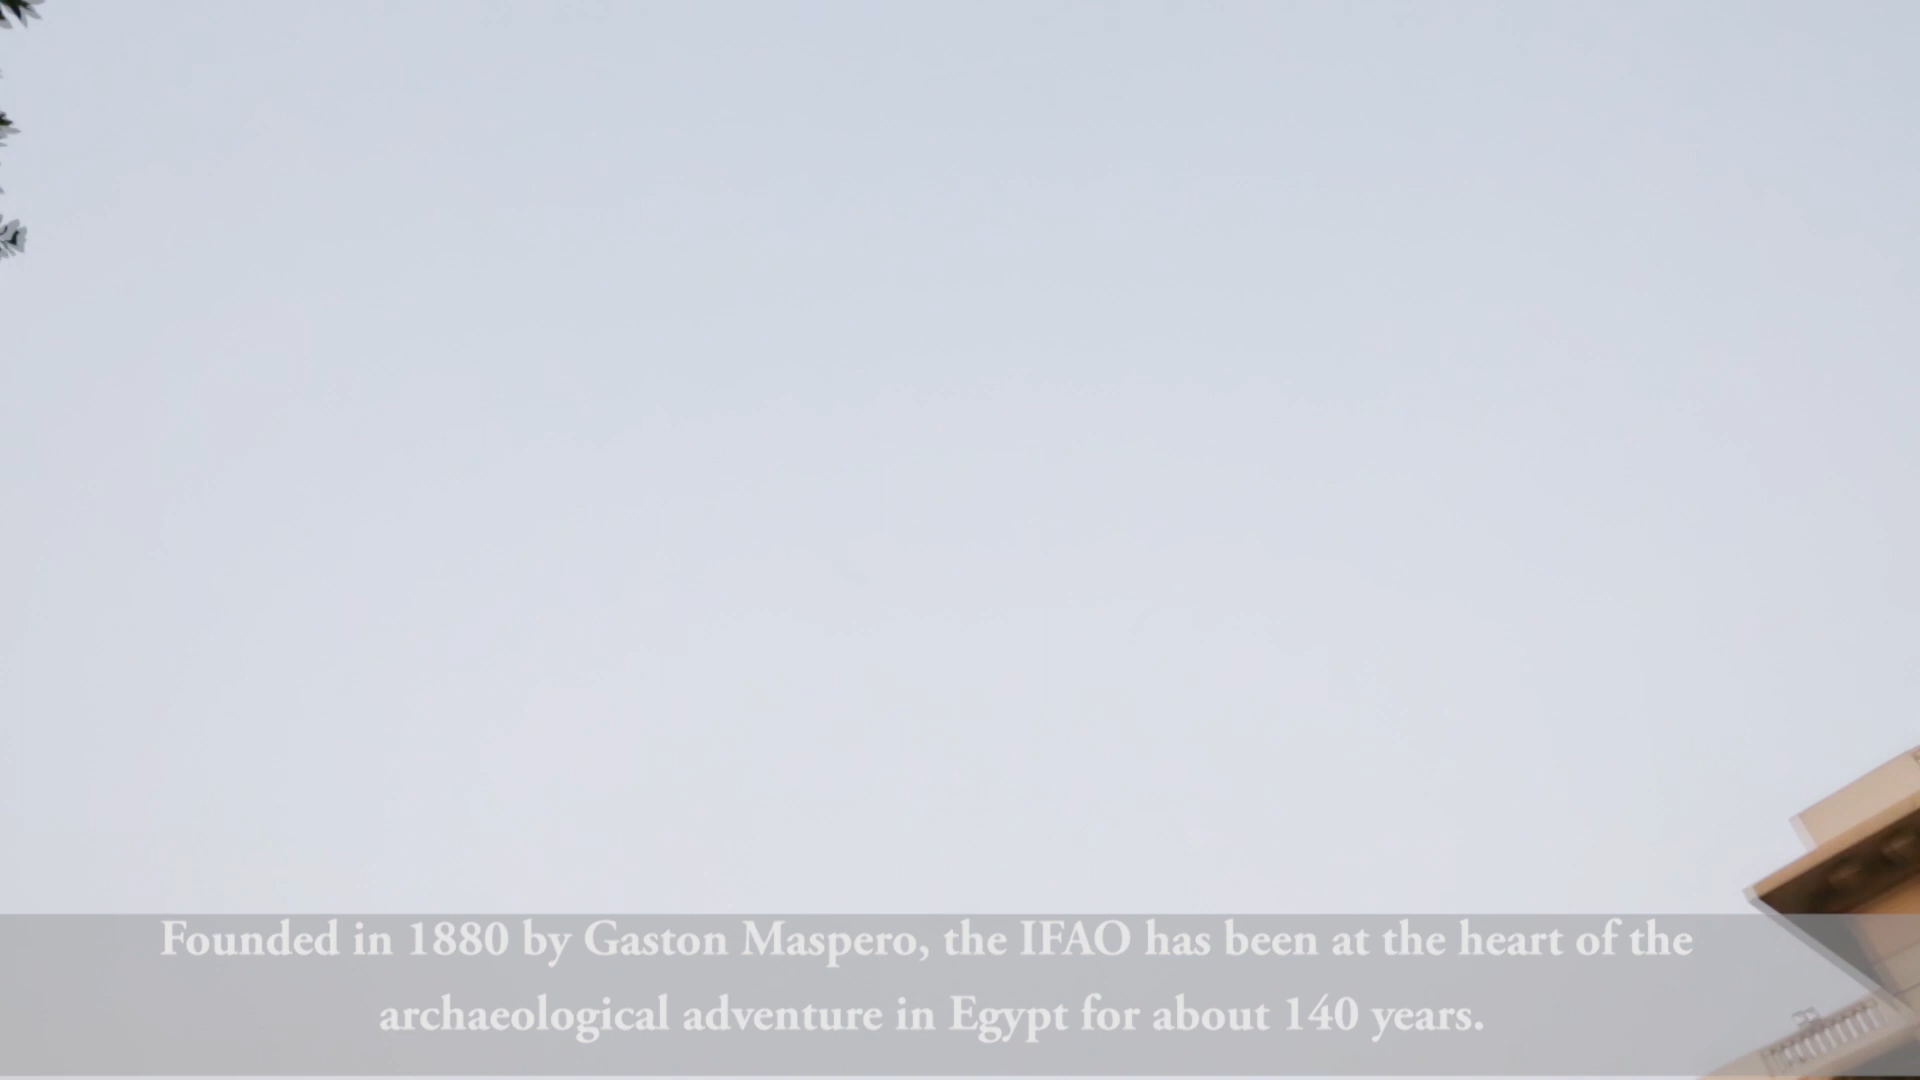 Founded in 1880 by Gaston Maspero, the IFAO has been at the heart of the
archaeological adventure in Egypt for about 140 years.